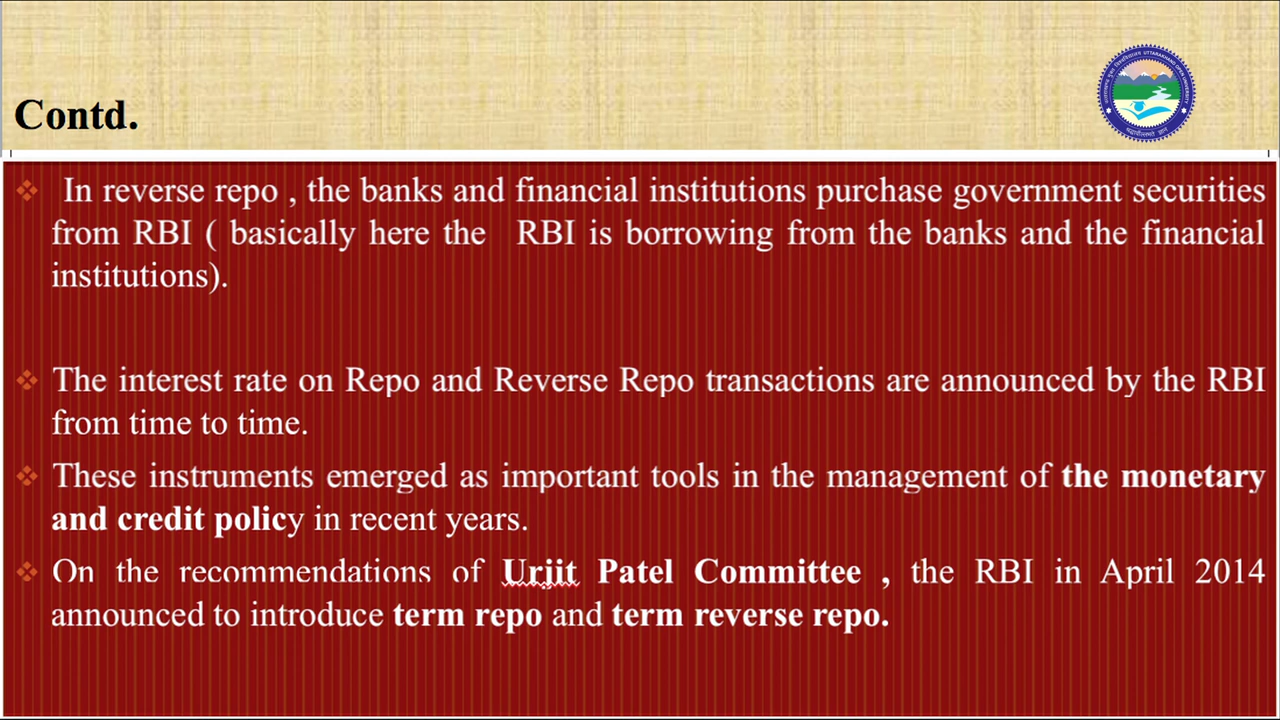 Contd.
UTTARAKHAND OPEN UNIVERSITY
In reverse repo , the banks and financial institutions purchase government securities
from RBI ( basically here the RBI is borrowing from the banks and the financial
institutions).
The interest rate on Repo and Reverse Repo transactions are announced by the RBI
from time to time.
These instruments emerged as important tools in the management of the monetary
and credit policy in recent years.
On the recommendations of Urjit Patel Committee , the RBI in April 2014
announced to introduce term repo and term reverse repo.